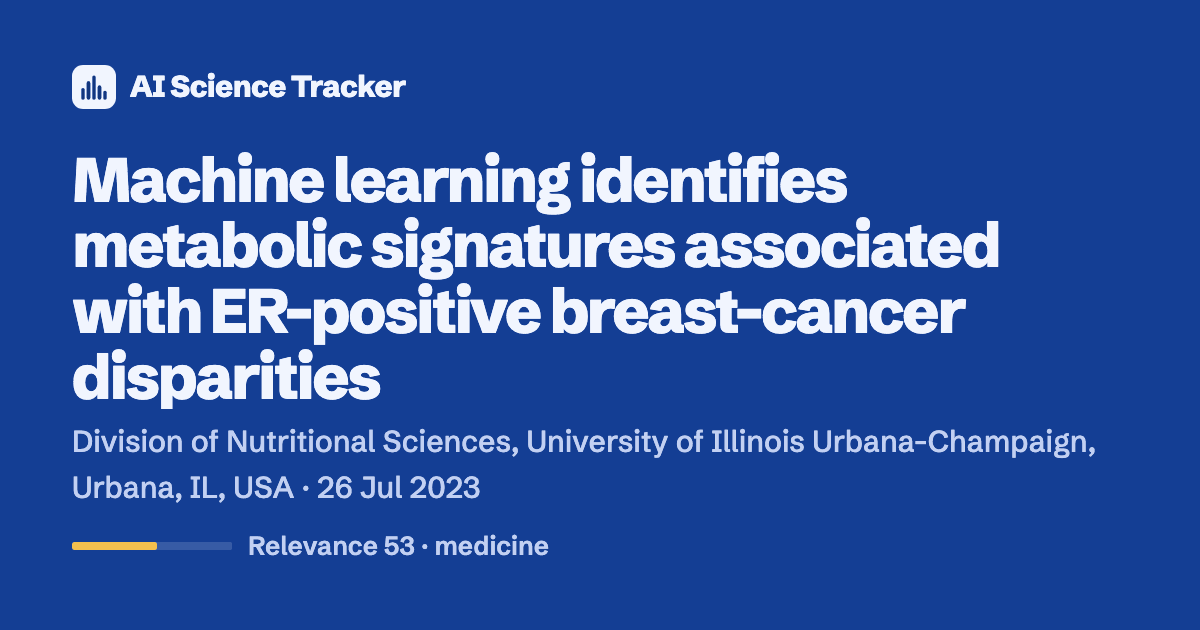 AI Science Tracker
Machine learning identifies
metabolic signatures associated
with ER-positive breast-cancer
disparities
Division of Nutritional Sciences, University of Illinois Urbana-Champaign,
Urbana, IL, USA · 26 Jul 2023
Relevance 53 · medicine